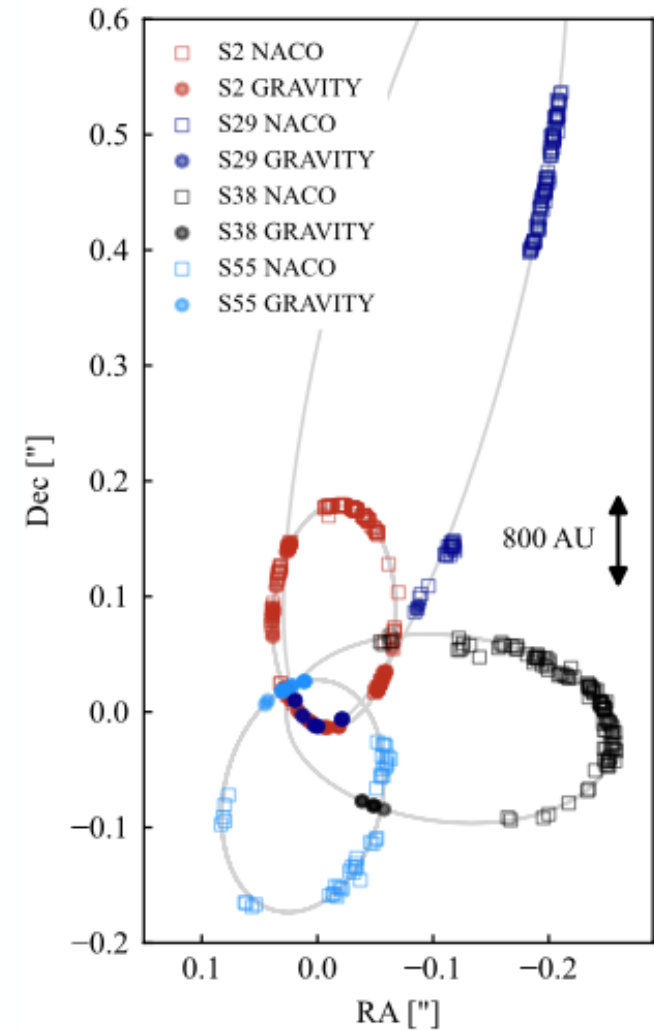 0.6
0.5
0.4
0.3
0.2
0.1
0.0
−0.1
−0.2
Dec ["]
S2 NACO
S2 GRAVITY
S29 NACO
S29 GRAVITY
S38 NACO
S38 GRAVITY
S55 NACO
S55 GRAVITY
800 AU
0.1 0.0 −0.1 −0.2
RA ["]